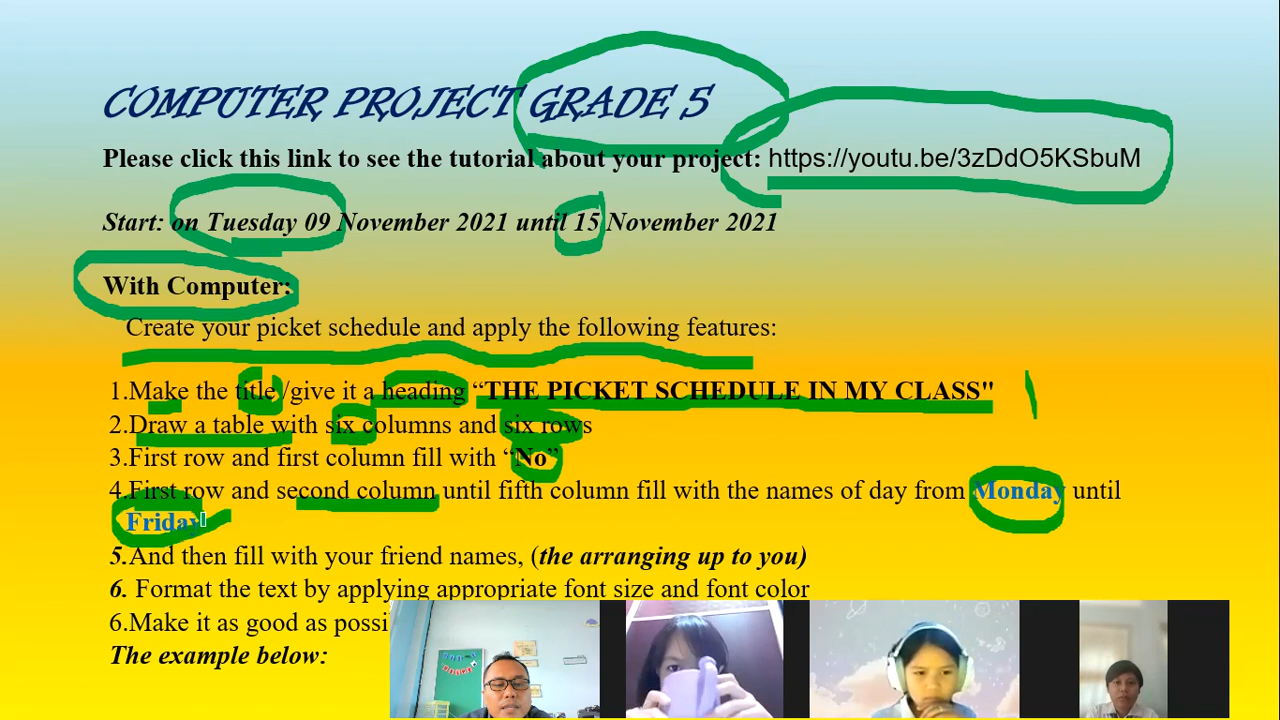 COMPUTER PROJECT GRADE 5
Please click this link to see the tutorial about your project: https://youtu.be/3zDdO5KSbuM
Start: on Tuesday 09 November 2021 until 15 November 2021
With Computer:
Create your picket schedule and apply the following features:
1.Make the title /give it a heading “THE PICKET SCHEDULE IN MY CLASS"
2.Draw a table with six columns and six rows
3.First row and first column fill with “No”
4.First row and second column until fifth column fill with the names of day from Monday until
Friday
5.And then fill with your friend names, (the arranging up to you)
6. Format the text by applying appropriate font size and font color
6.Make it as good as possi
The example below: